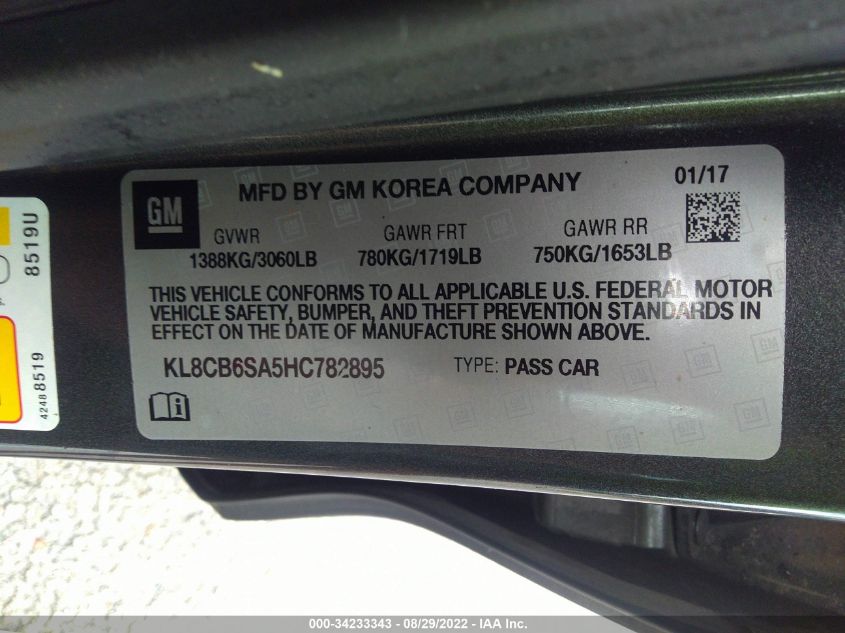 GM
MFD BY GM KOREA COMPANY
01/17
GVWR
GAWR FRT
GAWR RR
1388KG/3060LB
780KG/1719LB
750KG/1653LB
THIS VEHICLE CONFORMS TO ALL APPLICABLE U.S. FEDERAL MOTOR
VEHICLE SAFETY, BUMPER, AND THEFT PREVENTION STANDARDS IN
EFFECT ON THE DATE OF MANUFACTURE SHOWN ABOVE.
KL8CB6SA5HC782895
TYPE: PASS CAR
8519U
42488519
000-34233343 - 08/29/2022 - IAA Inc.